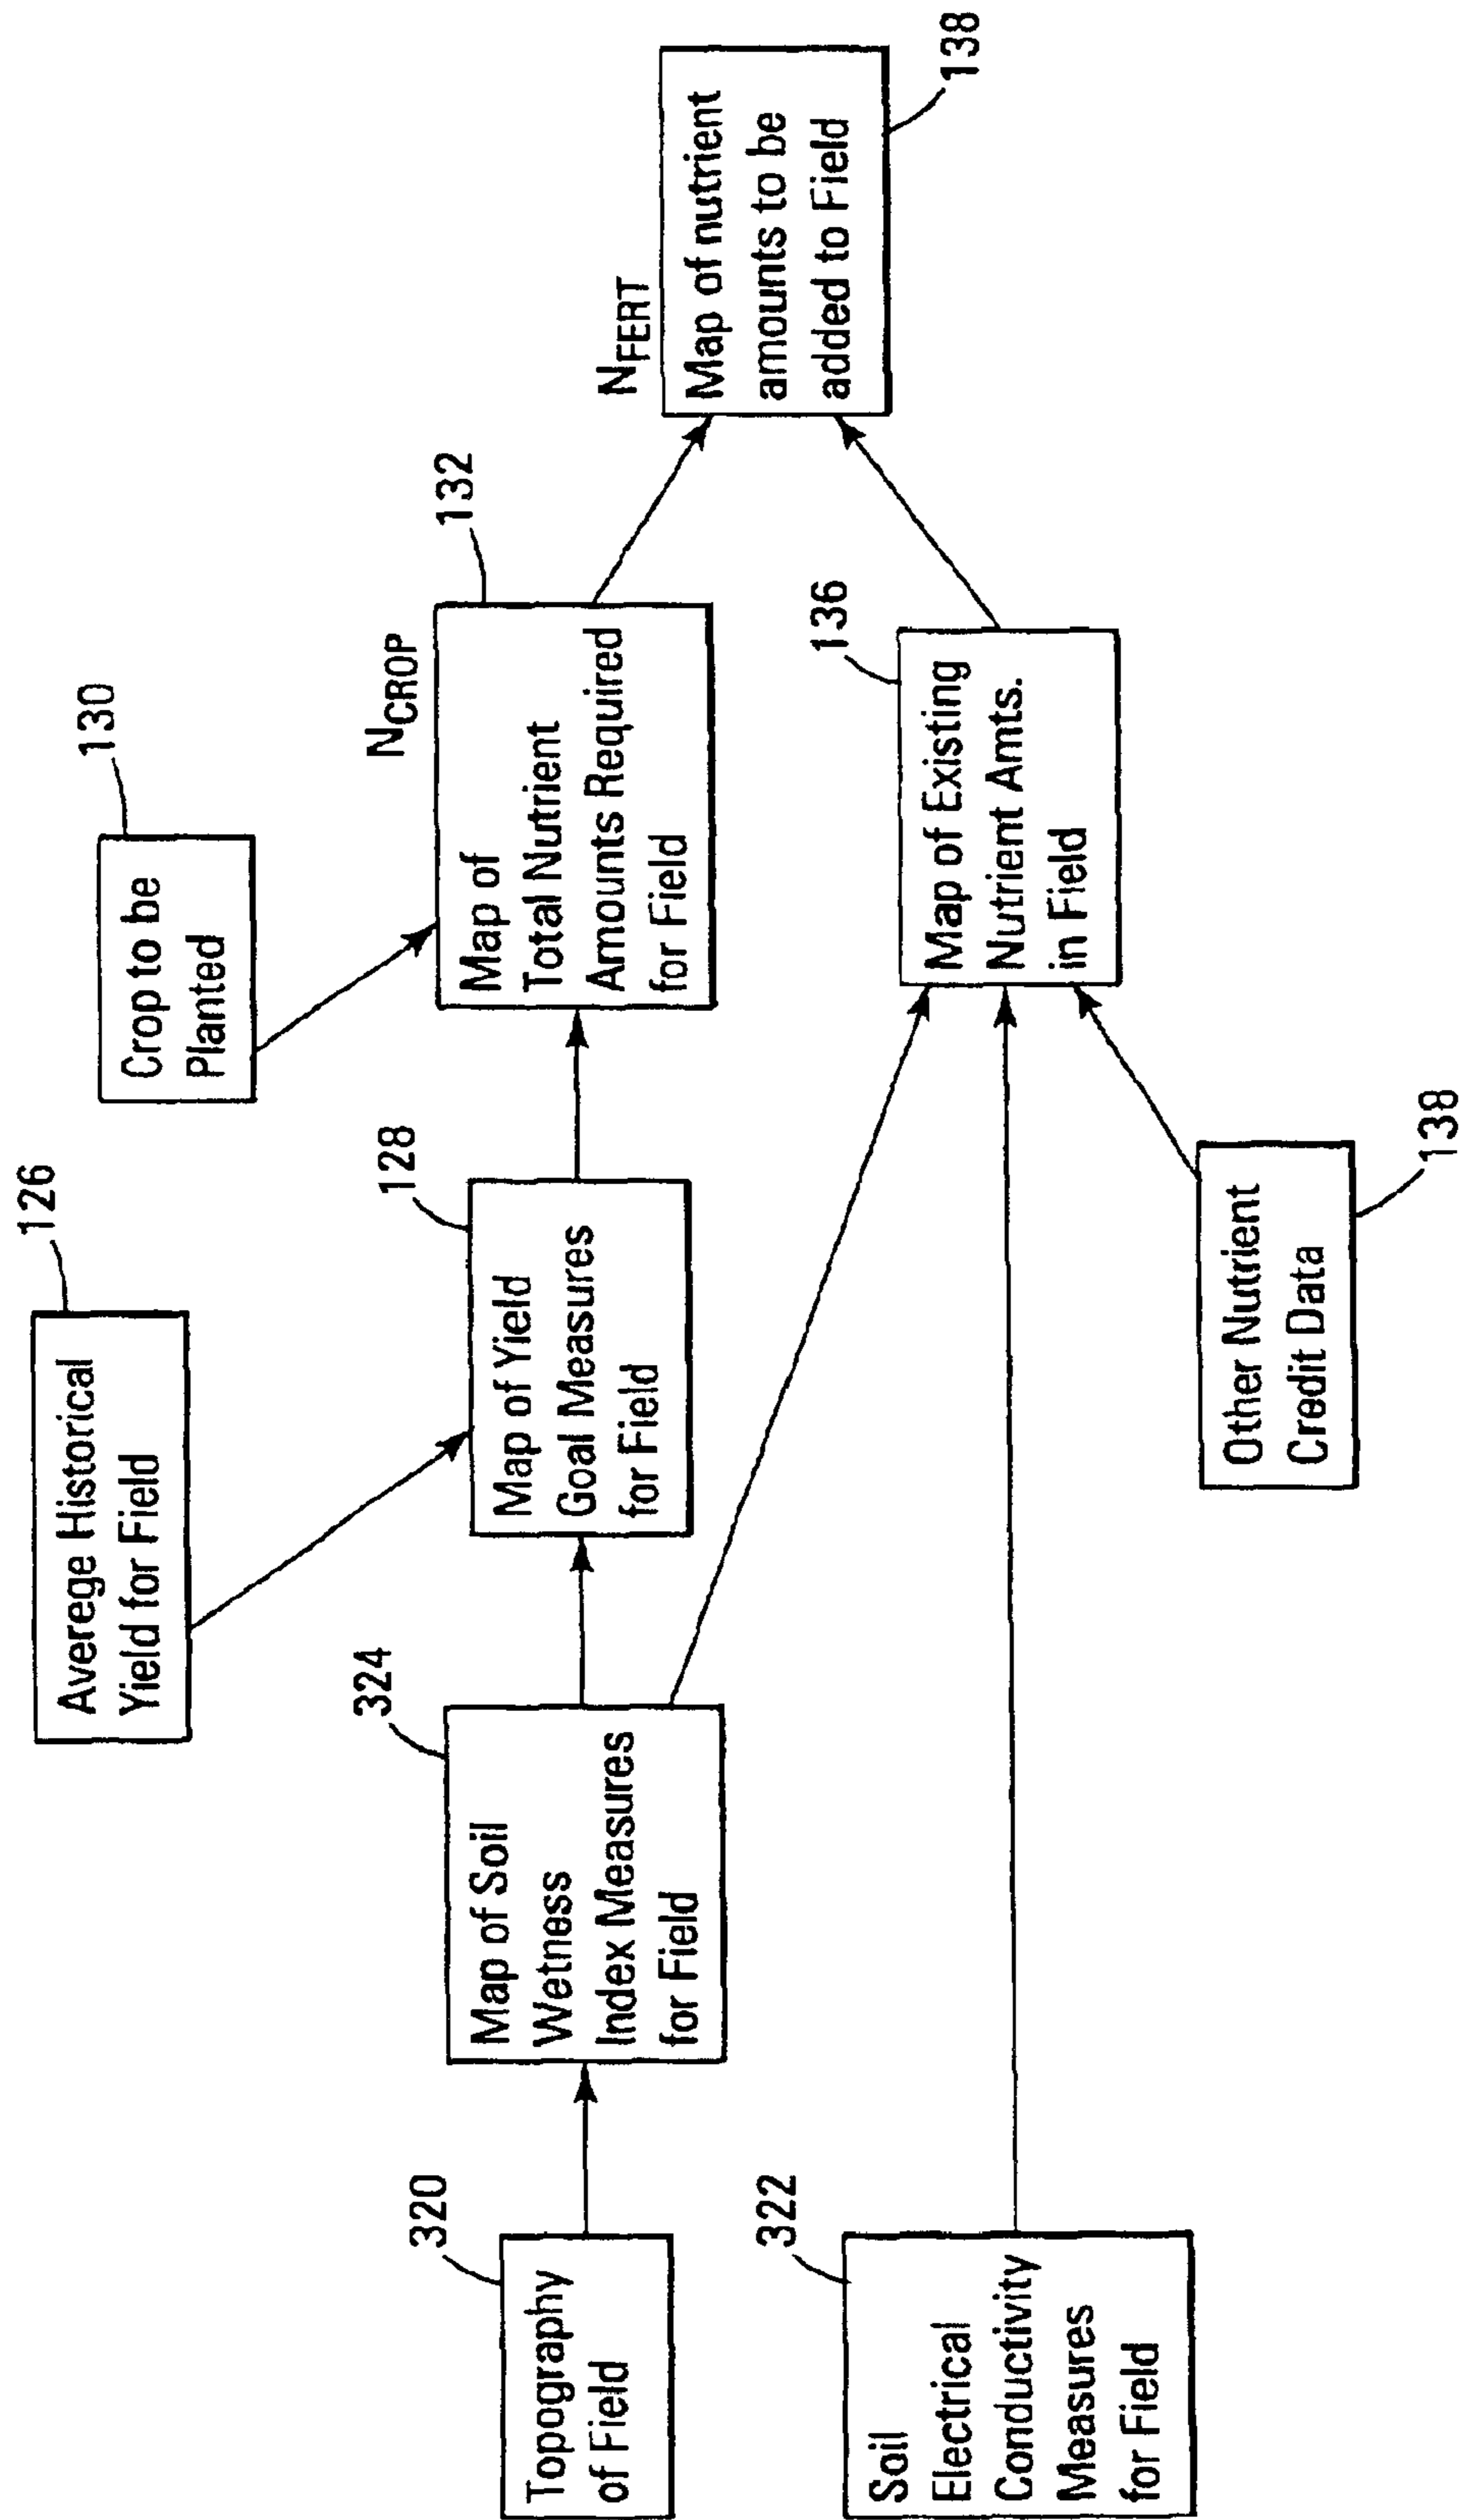 126
Averege Historical
Yield for Field
130
Crop to be
Planted
320
Topography
of Field
324
Map of Soil
Wetness
Index Measures
for Field
128
Map of Yield
Goal Measures
for Field
NCROP
132
Map of
Total Nutrient
Amounts Required
for Field
NFERT
Map of nutrient
amounts to be
added to Field
138
322
Soil
Electrical
Conductivity
Measures
for Field
136
Map of Existing
Nutrient Amts.
in Field
Other Nutrient
Credit Data
138